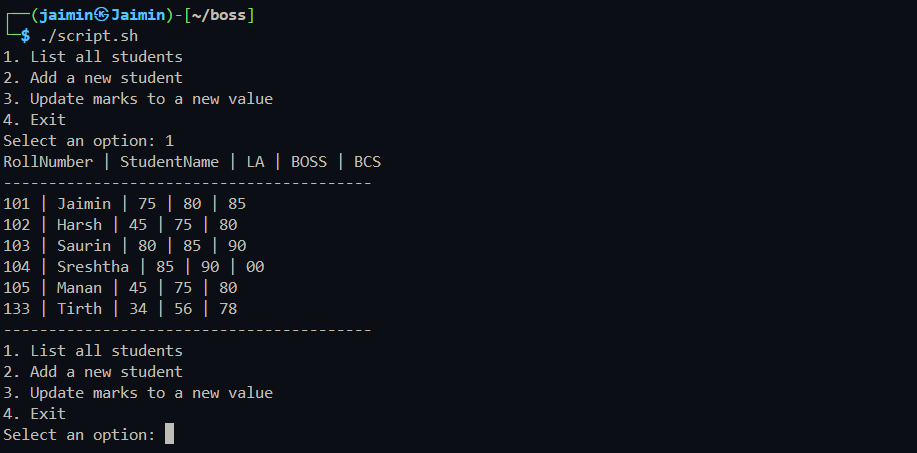 ┌──(jaimin㉿Jaimin)-[~/boss]
└─$ ./script.sh
1. List all students
2. Add a new student
3. Update marks to a new value
4. Exit
Select an option: 1
RollNumber | StudentName | LA | BOSS | BCS
-----------------------------------------
101 | Jaimin | 75 | 80 | 85
102 | Harsh | 45 | 75 | 80
103 | Saurin | 80 | 85 | 90
104 | Sreshtha | 85 | 90 | 00
105 | Manan | 45 | 75 | 80
133 | Tirth | 34 | 56 | 78
-----------------------------------------
1. List all students
2. Add a new student
3. Update marks to a new value
4. Exit
Select an option: